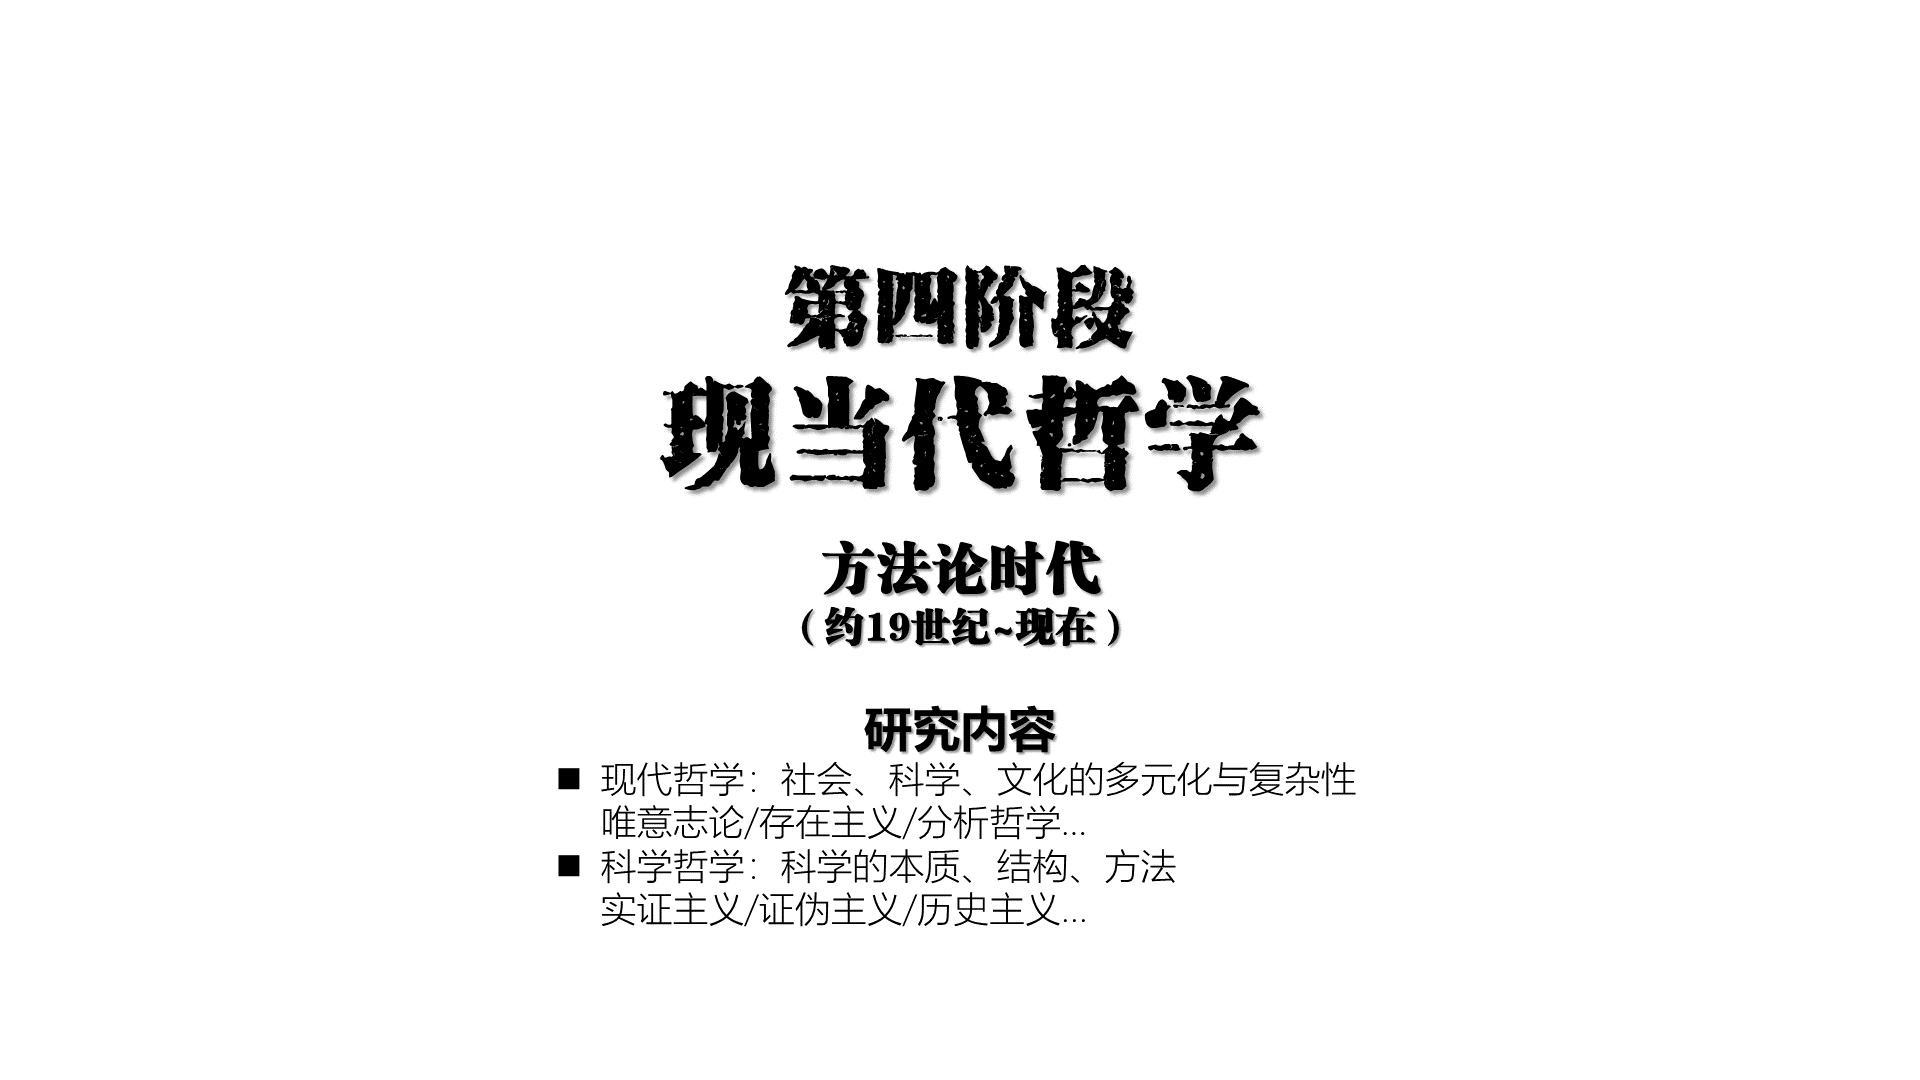 第四阶段
现当代哲学
方法论时代
（约19世纪~现在）
研究内容
■ 现代哲学：社会、科学、文化的多元化与复杂性
唯意志论/存在主义/分析哲学...
■ 科学哲学：科学的本质、结构、方法
实证主义/证伪主义/历史主义...